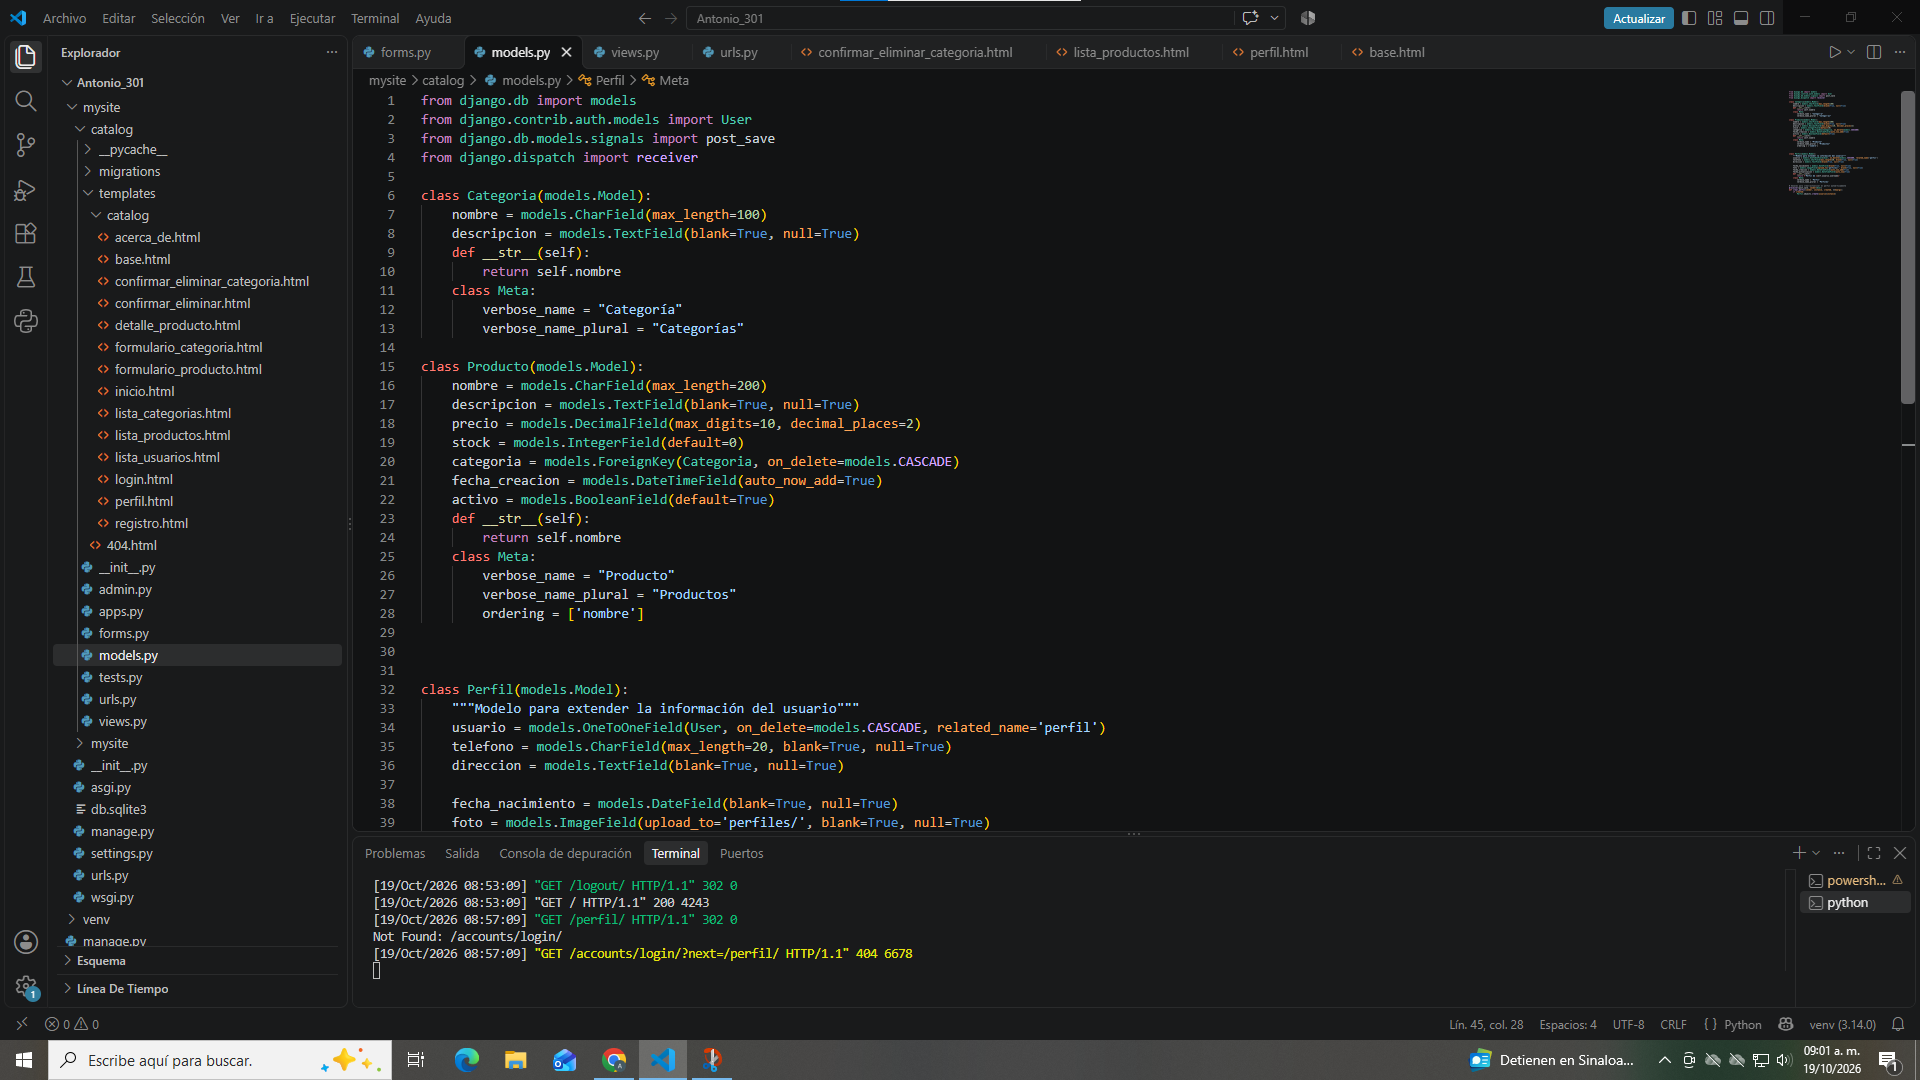 Archivo Editar Selección Ver Ir a Ejecutar Terminal Ayuda
Antonio_301
Actualizar
Explorador
forms.py models.py views.py urls.py confirmar_eliminar_categoria.html lista_productos.html perfil.html base.html
mysite > catalog > models.py > Perfil > Meta
Antonio_301
mysite
catalog
__pycache__
migrations
templates
catalog
acerca_de.html
base.html
confirmar_eliminar_categoria.html
confirmar_eliminar.html
detalle_producto.html
formulario_categoria.html
formulario_producto.html
inicio.html
lista_categorias.html
lista_productos.html
lista_usuarios.html
login.html
perfil.html
registro.html
404.html
__init__.py
admin.py
apps.py
forms.py
models.py
tests.py
urls.py
views.py
mysite
__init__.py
asgi.py
db.sqlite3
manage.py
settings.py
urls.py
wsgi.py
venv
manage.py
Esquema
Línea De Tiempo
1 from django.db import models
2 from django.contrib.auth.models import User
3 from django.db.models.signals import post_save
4 from django.dispatch import receiver
5
6 class Categoria(models.Model):
7 nombre = models.CharField(max_length=100)
8 descripcion = models.TextField(blank=True, null=True)
9 def __str__(self):
10 return self.nombre
11 class Meta:
12 verbose_name = "Categoría"
13 verbose_name_plural = "Categorías"
14
15 class Producto(models.Model):
16 nombre = models.CharField(max_length=200)
17 descripcion = models.TextField(blank=True, null=True)
18 precio = models.DecimalField(max_digits=10, decimal_places=2)
19 stock = models.IntegerField(default=0)
20 categoria = models.ForeignKey(Categoria, on_delete=models.CASCADE)
21 fecha_creacion = models.DateTimeField(auto_now_add=True)
22 activo = models.BooleanField(default=True)
23 def __str__(self):
24 return self.nombre
25 class Meta:
26 verbose_name = "Producto"
27 verbose_name_plural = "Productos"
28 ordering = ['nombre']
29
30
31
32 class Perfil(models.Model):
33 """Modelo para extender la información del usuario"""
34 usuario = models.OneToOneField(User, on_delete=models.CASCADE, related_name='perfil')
35 telefono = models.CharField(max_length=20, blank=True, null=True)
36 direccion = models.TextField(blank=True, null=True)
37
38 fecha_nacimiento = models.DateField(blank=True, null=True)
39 foto = models.ImageField(upload_to='perfiles/', blank=True, null=True)
Problemas Salida Consola de depuración Terminal Puertos
[19/Oct/2026 08:53:09] "GET /logout/ HTTP/1.1" 302 0
[19/Oct/2026 08:53:09] "GET / HTTP/1.1" 200 4243
[19/Oct/2026 08:57:09] "GET /perfil/ HTTP/1.1" 302 0
Not Found: /accounts/login/
[19/Oct/2026 08:57:09] "GET /accounts/login/?next=/perfil/ HTTP/1.1" 404 6678
powersh...
python
1
0 0
Lín. 45, col. 28 Espacios: 4 UTF-8 CRLF { } Python venv (3.14.0)
Escribe aquí para buscar.
Detienen en Sinaloa...
09:01 a. m.
19/10/2026
1